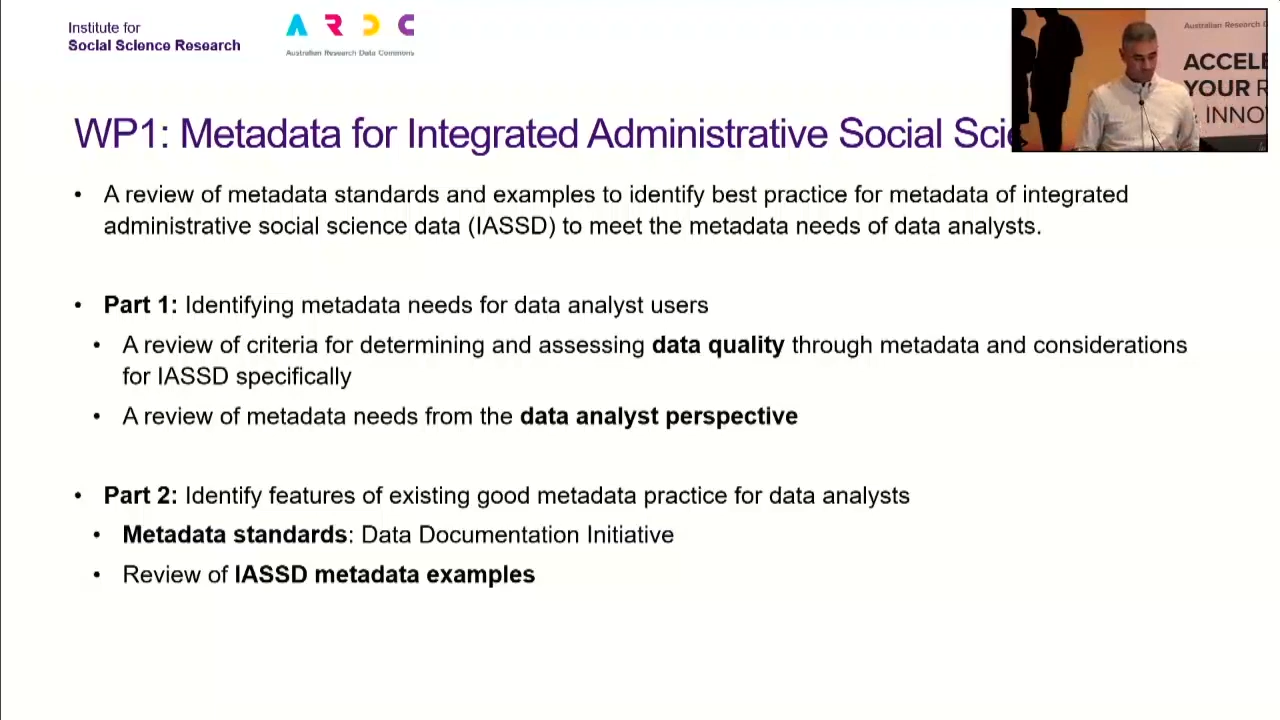 Institute for
Social Science Research
A R D C
Australian Research Data Commons
Australian Research
ACCELE
YOUR R
& INNO
WP1: Metadata for Integrated Administrative Social Scie
• A review of metadata standards and examples to identify best practice for metadata of integrated
administrative social science data (IASSD) to meet the metadata needs of data analysts.
• Part 1: Identifying metadata needs for data analyst users
• A review of criteria for determining and assessing data quality through metadata and considerations
for IASSD specifically
• A review of metadata needs from the data analyst perspective
• Part 2: Identify features of existing good metadata practice for data analysts
• Metadata standards: Data Documentation Initiative
• Review of IASSD metadata examples